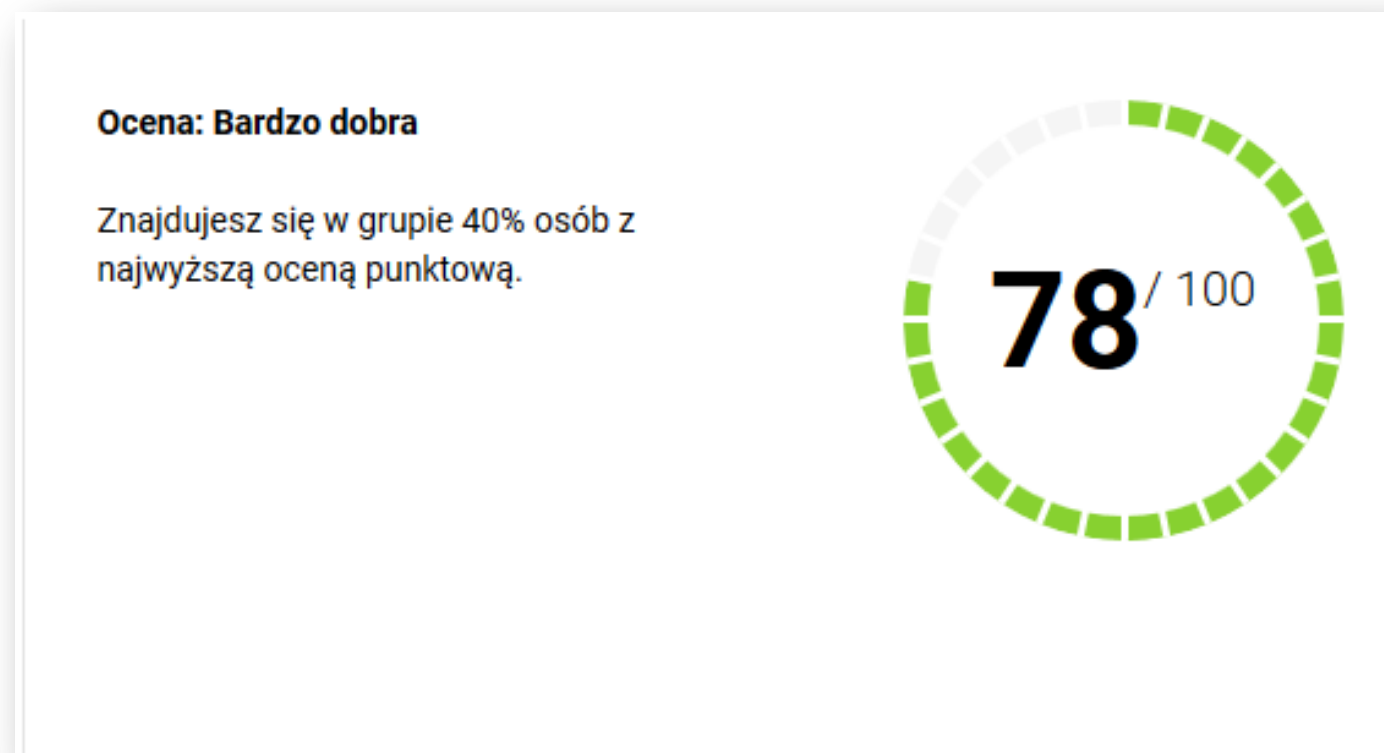 Ocena: Bardzo dobra
Znajdujesz się w grupie 40% osób z
najwyższą oceną punktową.
78 / 100